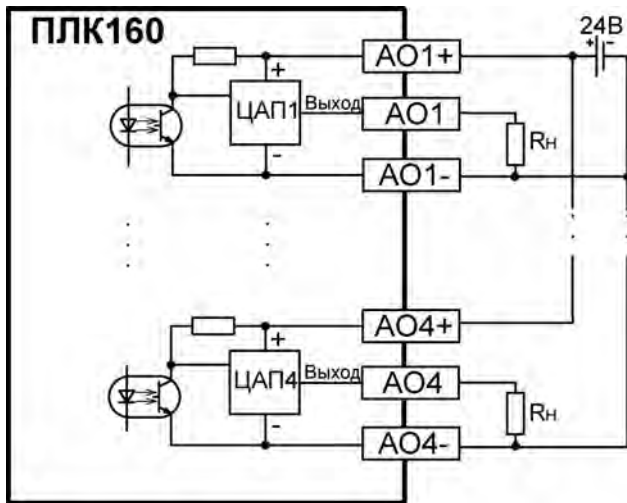 ПЛК160
24В
+ -
АО1+
+
ЦАП1
Выход
АО1
Rн
-
АО1-
АО4+
+
ЦАП4
Выход
АО4
Rн
-
АО4-